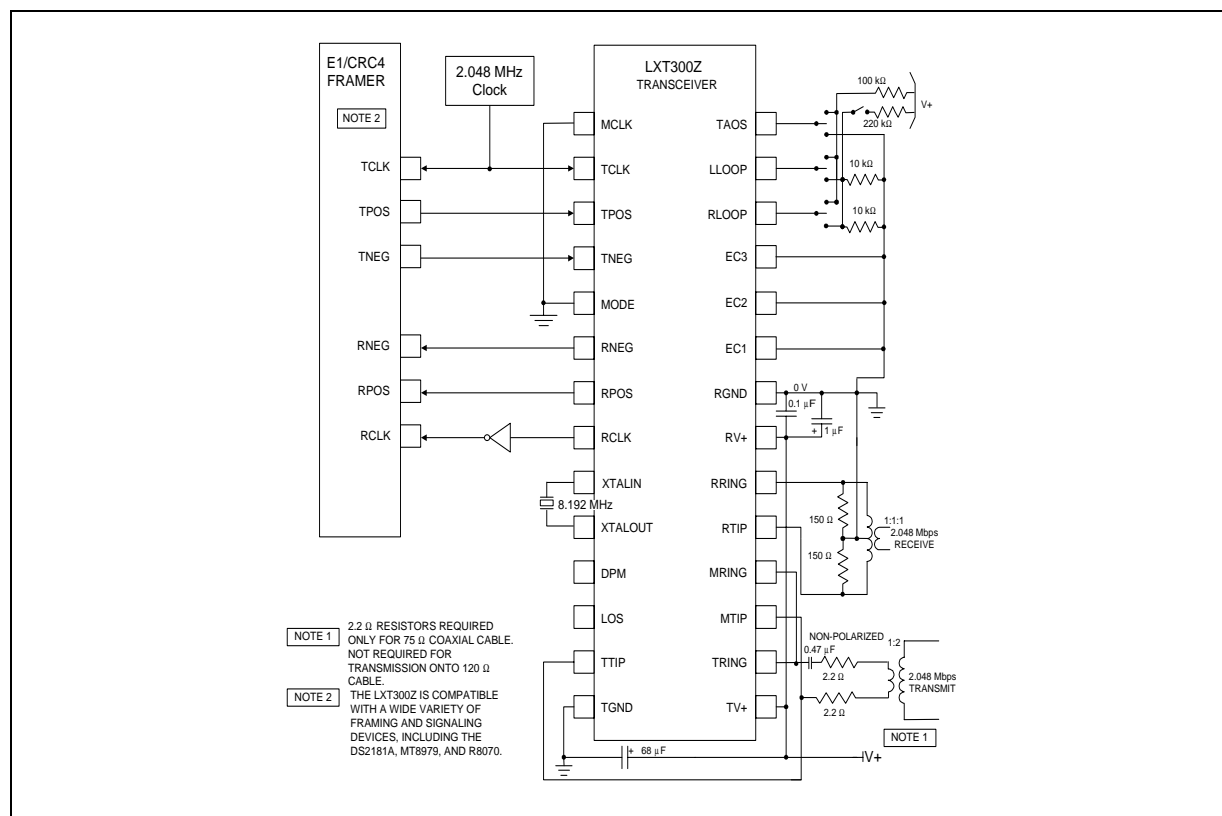 E1/CRC4
FRAMER
NOTE 2
TCLK
TPOS
TNEG
RNEG
RPOS
RCLK
2.048 MHz
Clock
LXT300Z
TRANSCEIVER
MCLK
TCLK
TPOS
TNEG
MODE
RNEG
RPOS
RCLK
XTALIN
XTALOUT
DPM
LOS
TTIP
TGND
8.192 MHz
TAOS
LLOOP
RLOOP
EC3
EC2
EC1
RGND
RV+
RRING
RTIP
MRING
MTIP
TRING
TV+
100 kΩ
V+
220 kΩ
10 kΩ
10 kΩ
0 V
0.1 µF
+ 1 µF
150 Ω
150 Ω
1:1:1
2.048 Mbps
RECEIVE
NON-POLARIZED
0.47 µF
2.2 Ω
2.2 Ω
1:2
2.048 Mbps
TRANSMIT
NOTE 1
+ 68 µF
V+
NOTE 1
2.2 Ω RESISTORS REQUIRED
ONLY FOR 75 Ω COAXIAL CABLE.
NOT REQUIRED FOR
TRANSMISSION ONTO 120 Ω
CABLE.
NOTE 2
THE LXT300Z IS COMPATIBLE
WITH A WIDE VARIETY OF
FRAMING AND SIGNALING
DEVICES, INCLUDING THE
DS2181A, MT8979, AND R8070.